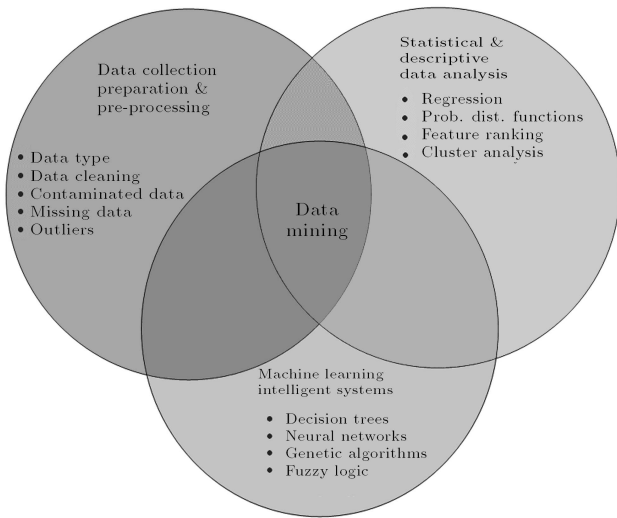 Data collection
preparation &
pre-processing
• Data type
• Data cleaning
• Contaminated data
• Missing data
• Outliers
Statistical &
descriptive
data analysis
• Regression
• Prob. dist. functions
• Feature ranking
• Cluster analysis
Data
mining
Machine learning
intelligent systems
• Decision trees
• Neural networks
• Genetic algorithms
• Fuzzy logic